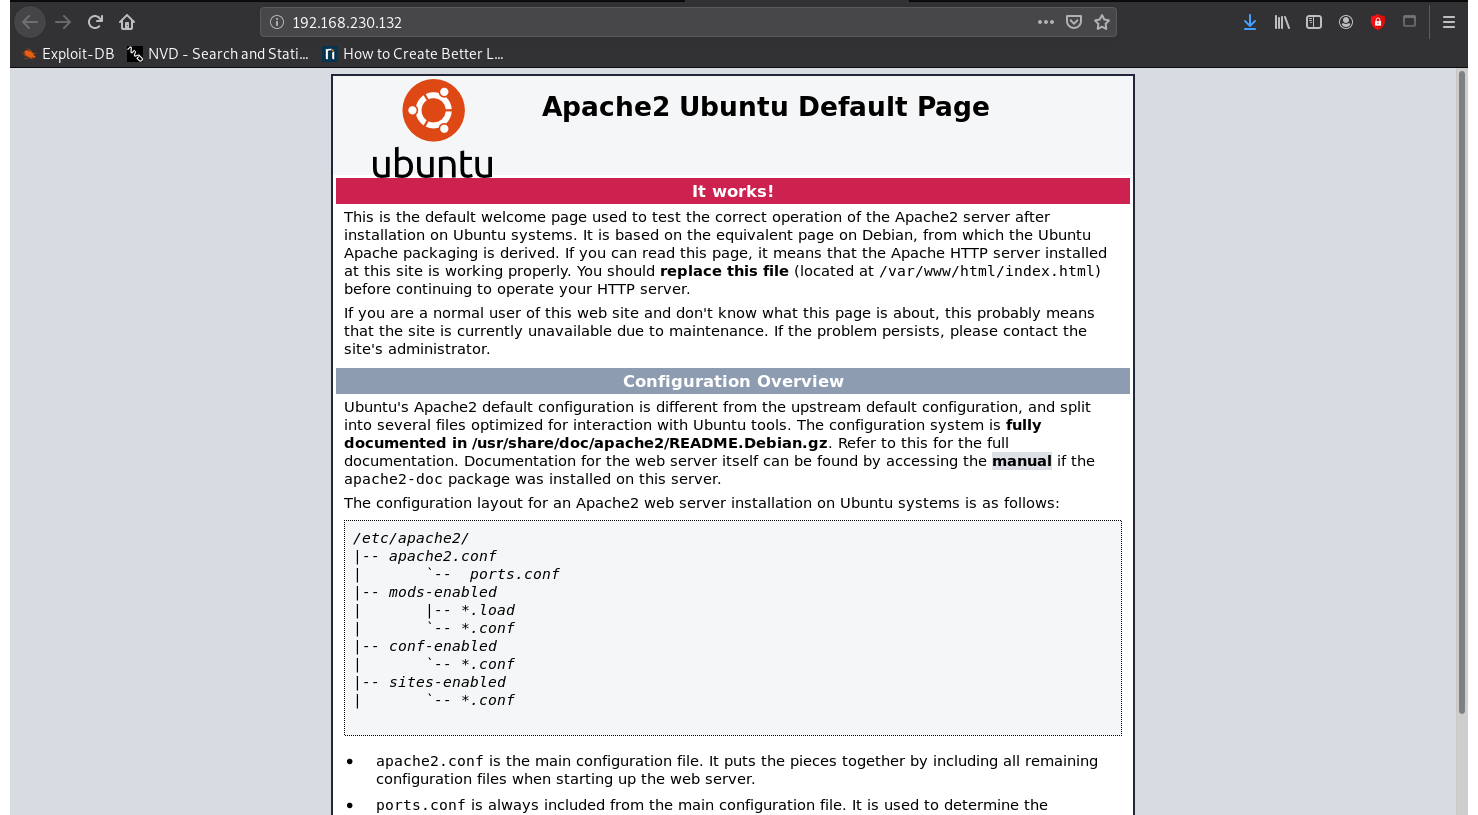 192.168.230.132
Exploit-DB NVD - Search and Stati... How to Create Better L...
ubuntu
Apache2 Ubuntu Default Page
It works!
This is the default welcome page used to test the correct operation of the Apache2 server after
installation on Ubuntu systems. It is based on the equivalent page on Debian, from which the Ubuntu
Apache packaging is derived. If you can read this page, it means that the Apache HTTP server installed
at this site is working properly. You should replace this file (located at /var/www/html/index.html)
before continuing to operate your HTTP server.
If you are a normal user of this web site and don't know what this page is about, this probably means
that the site is currently unavailable due to maintenance. If the problem persists, please contact the
site's administrator.
Configuration Overview
Ubuntu's Apache2 default configuration is different from the upstream default configuration, and split
into several files optimized for interaction with Ubuntu tools. The configuration system is fully
documented in /usr/share/doc/apache2/README.Debian.gz. Refer to this for the full
documentation. Documentation for the web server itself can be found by accessing the manual if the
apache2-doc package was installed on this server.
The configuration layout for an Apache2 web server installation on Ubuntu systems is as follows:
/etc/apache2/
|-- apache2.conf
|       `--  ports.conf
|-- mods-enabled
|       |-- *.load
|       `-- *.conf
|-- conf-enabled
|       `-- *.conf
|-- sites-enabled
|       `-- *.conf
• apache2.conf is the main configuration file. It puts the pieces together by including all remaining
configuration files when starting up the web server.
• ports.conf is always included from the main configuration file. It is used to determine the